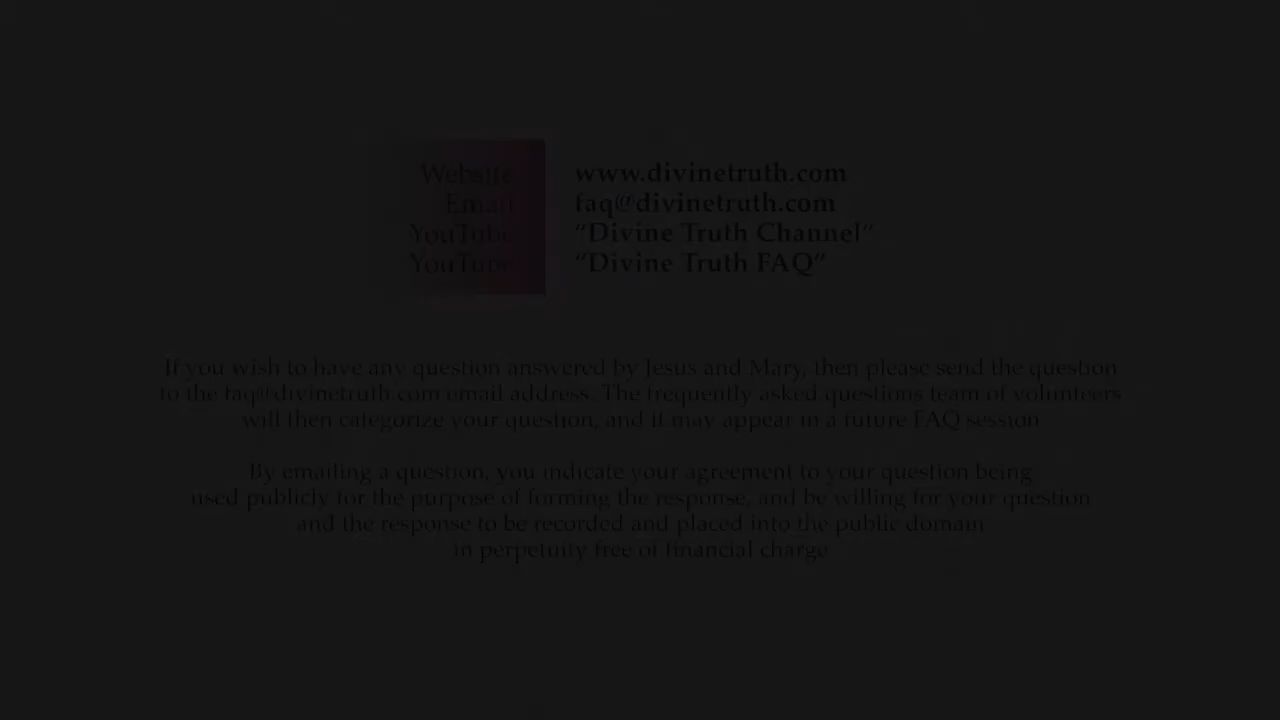 Website www.divinetruth.com
Email faq@divinetruth.com
YouTube “Divine Truth Channel”
YouTube “Divine Truth FAQ”
If you wish to have any question answered by Jesus and Mary, then please send the question
to the faq@divinetruth.com email address. The frequently asked questions team of volunteers
will then categorize your question, and it may appear in a future FAQ session
By emailing a question, you indicate your agreement to your question being
used publicly for the purpose of forming the response, and be willing for your question
and the response to be recorded and placed into the public domain
in perpetuity free of financial charge